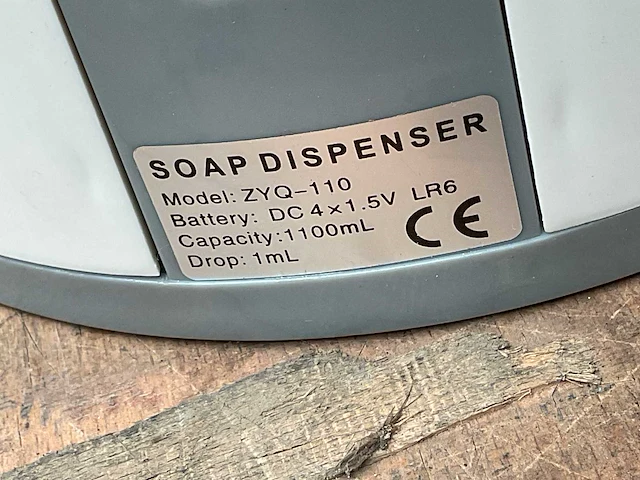 SOAP DISPENSER
Model: ZYQ-110
Battery: DC 4×1.5V LR6
Capacity:1100mL
Drop: 1mL
CE